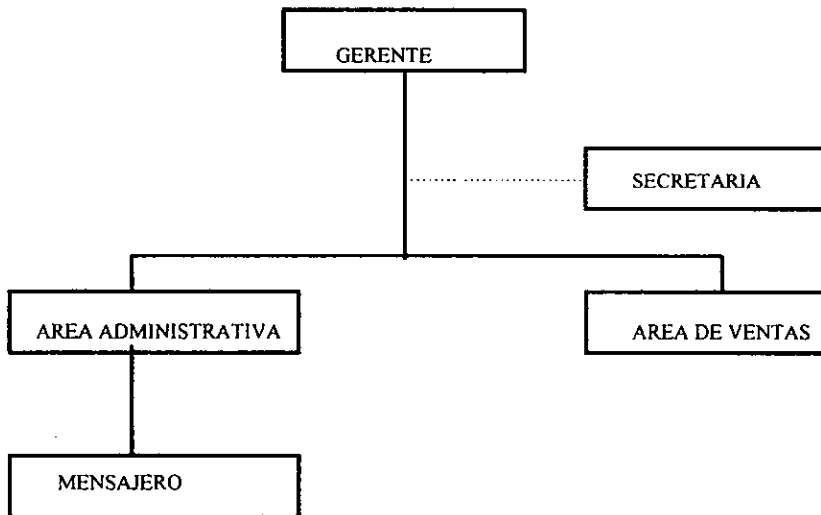 GERENTE
SECRETARIA
AREA ADMINISTRATIVA
AREA DE VENTAS
MENSAJERO